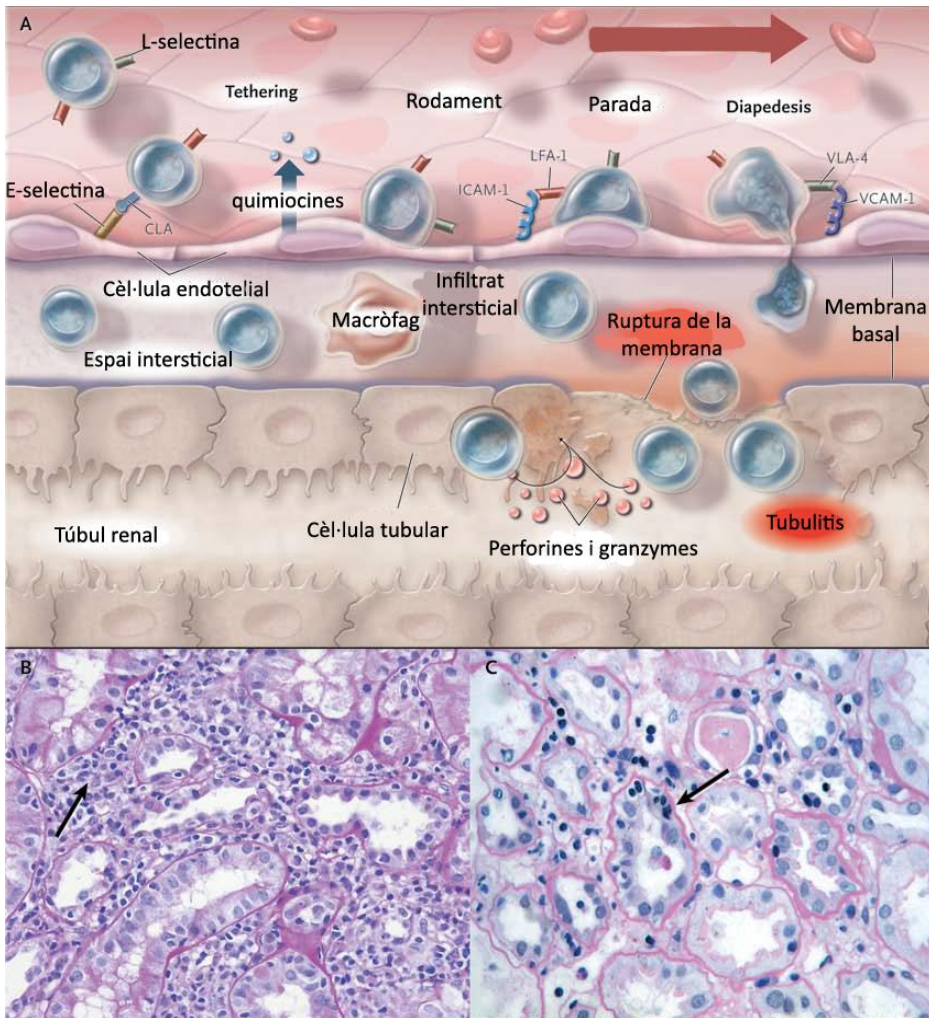 A
L-selectina
Tethering
Rodament
Parada
Diapedesis
LFA-1
VLA-4
ICAM-1
E-selectina
quimiocines
VCAM-1
CLA
Cèl·lula endotelial
Infiltrat
intersticial
Macròfag
Ruptura de la
membrana
Membrana
basal
Espai intersticial
Túbul renal
Cèl·lula tubular
Perforines i granzymes
Tubulitis
B
C